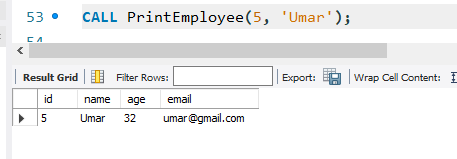 53 CALL PrintEmployee(5, 'Umar');
54
Result Grid Filter Rows: Export: Wrap Cell Content:
id name age email
5 Umar 32 umar@gmail.com